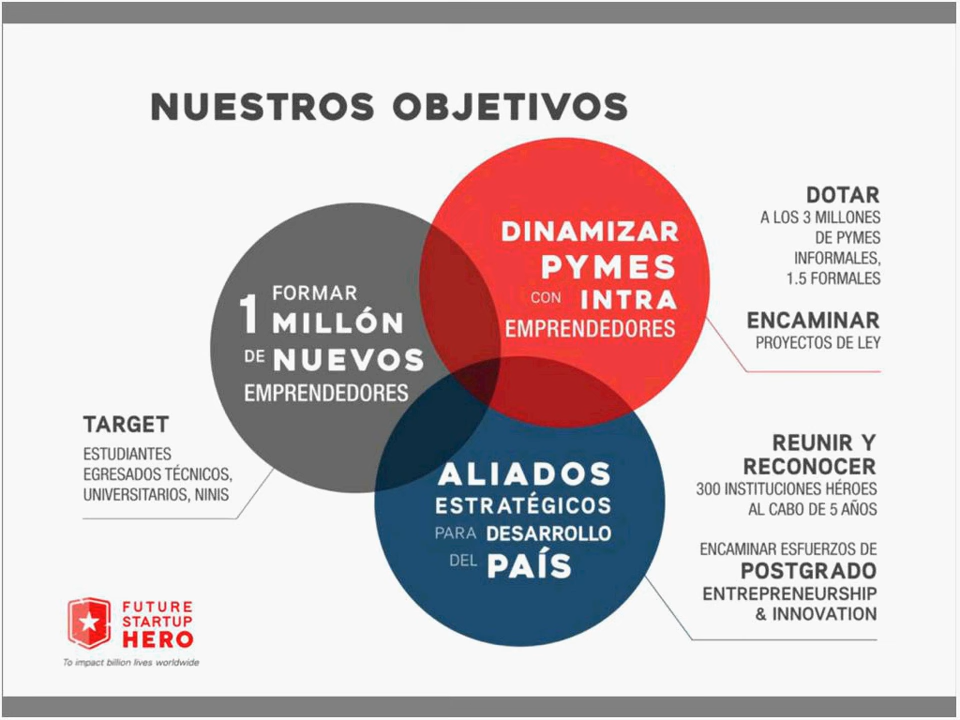 NUESTROS OBJETIVOS
1 FORMAR
MILLÓN
DE NUEVOS
EMPRENDEDORES
TARGET
ESTUDIANTES
EGRESADOS TÉCNICOS,
UNIVERSITARIOS, NINIS
DINAMIZAR
PYMES
CON INTRA
EMPRENDEDORES
DOTAR
A LOS 3 MILLONES
DE PYMES
INFORMALES,
1.5 FORMALES
ENCAMINAR
PROYECTOS DE LEY
ALIADOS
ESTRATÉGICOS
PARA DESARROLLO
DEL PAÍS
REUNIR Y
RECONOCER
300 INSTITUCIONES HÉROES
AL CABO DE 5 AÑOS
ENCAMINAR ESFUERZOS DE
POSTGRADO
ENTREPRENEURSHIP
& INNOVATION
FUTURE
STARTUP
HERO
To impact billion lives worldwide